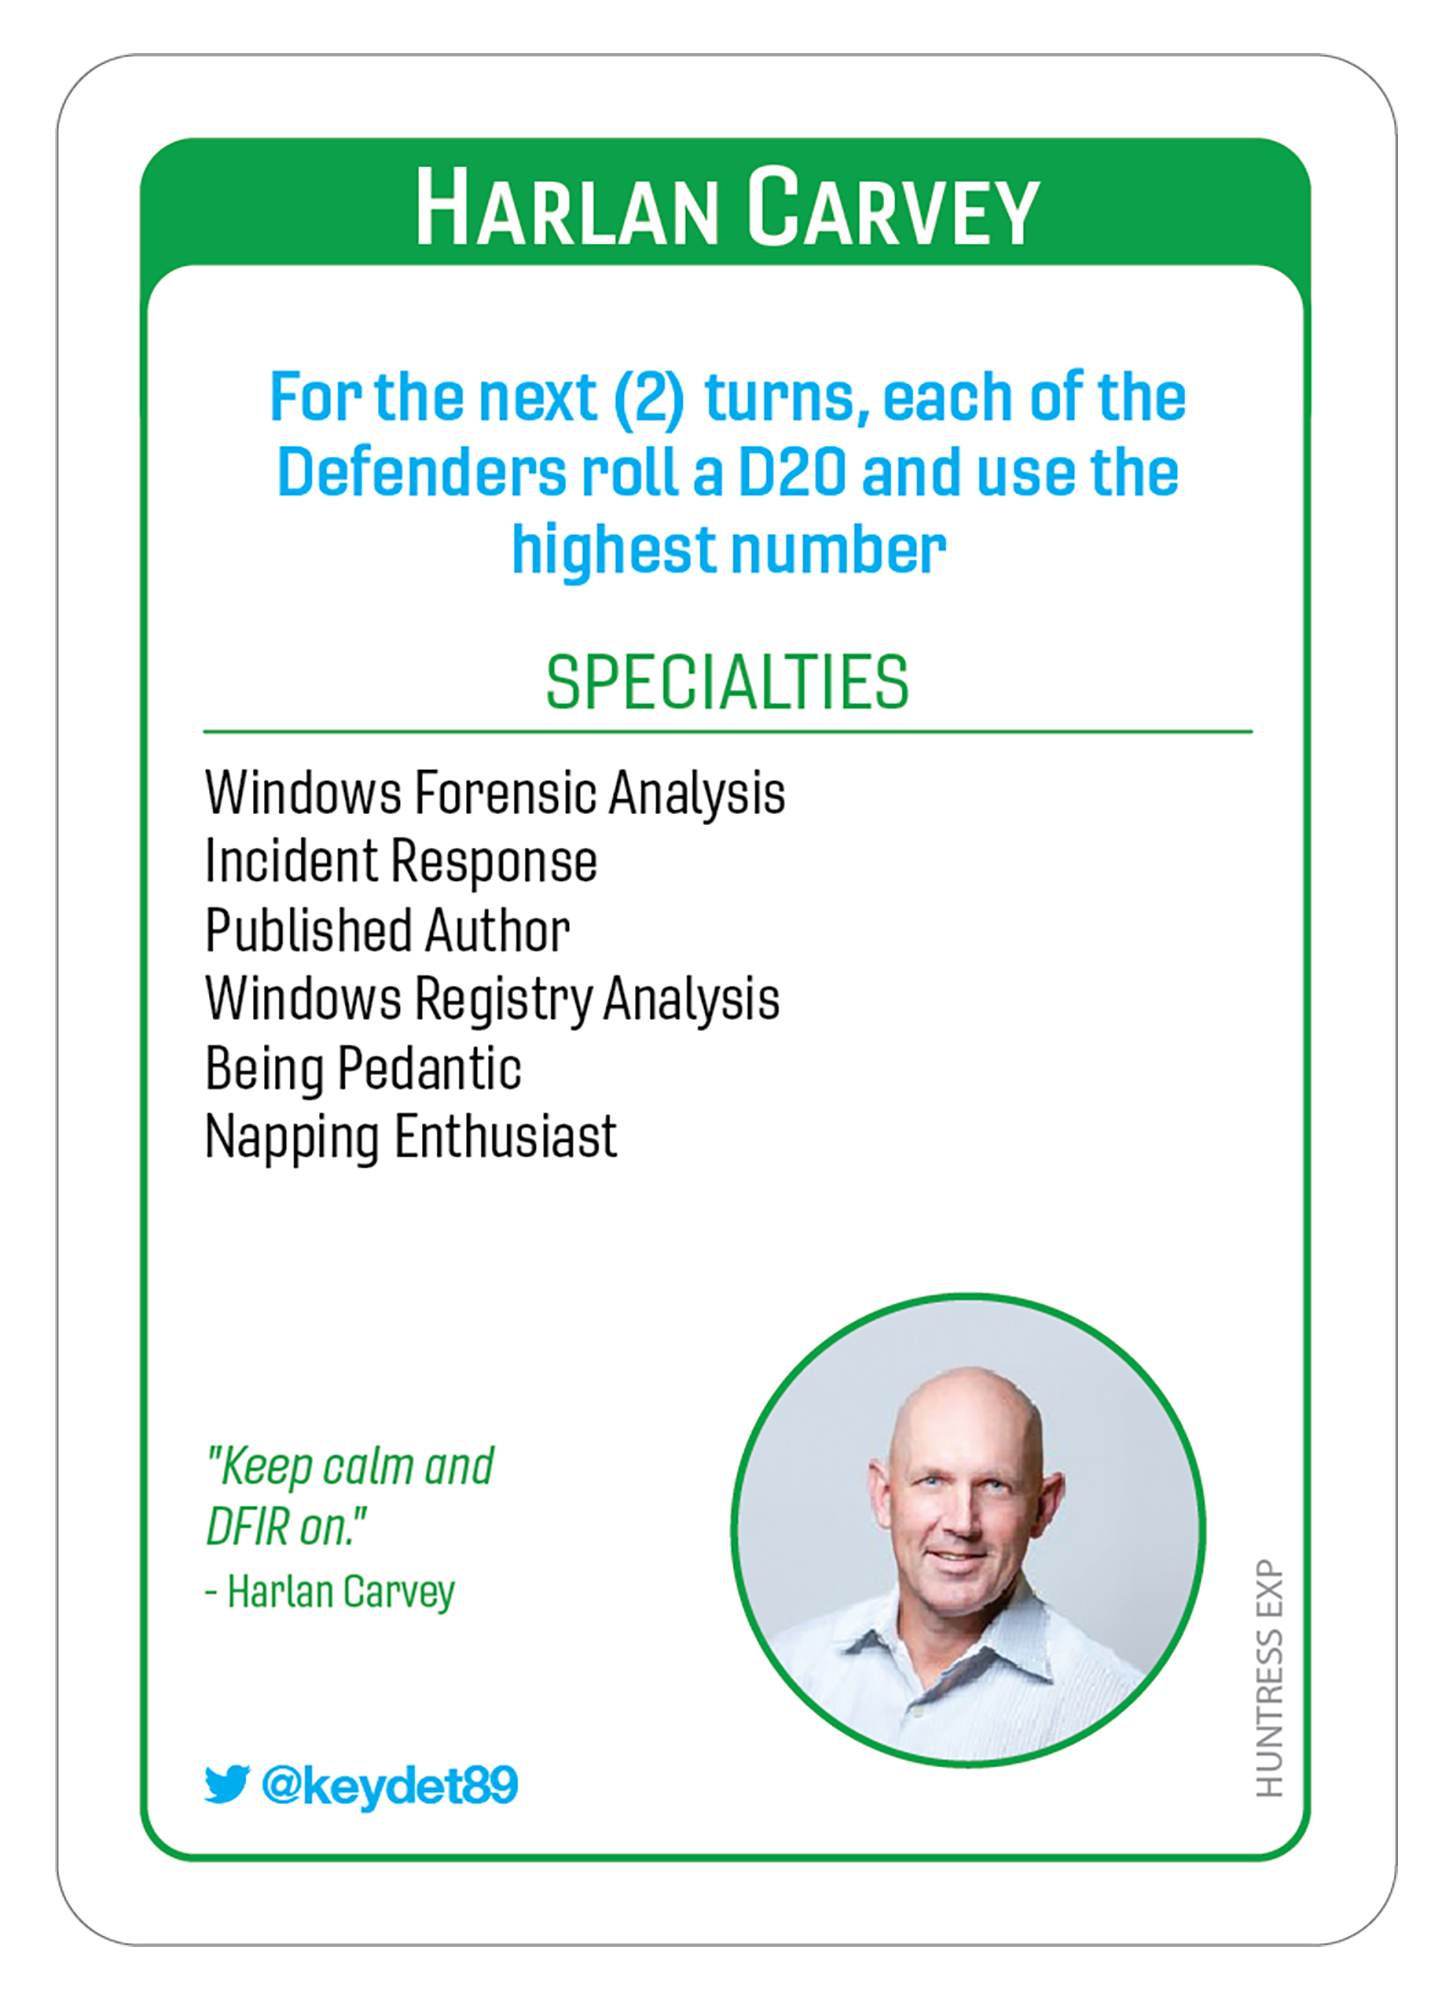 HARLAN CARVEY
For the next (2) turns, each of the
Defenders roll a D20 and use the
highest number
SPECIALTIES
Windows Forensic Analysis
Incident Response
Published Author
Windows Registry Analysis
Being Pedantic
Napping Enthusiast
"Keep calm and
DFIR on."
- Harlan Carvey
@keydet89
HUNTRESS EXP